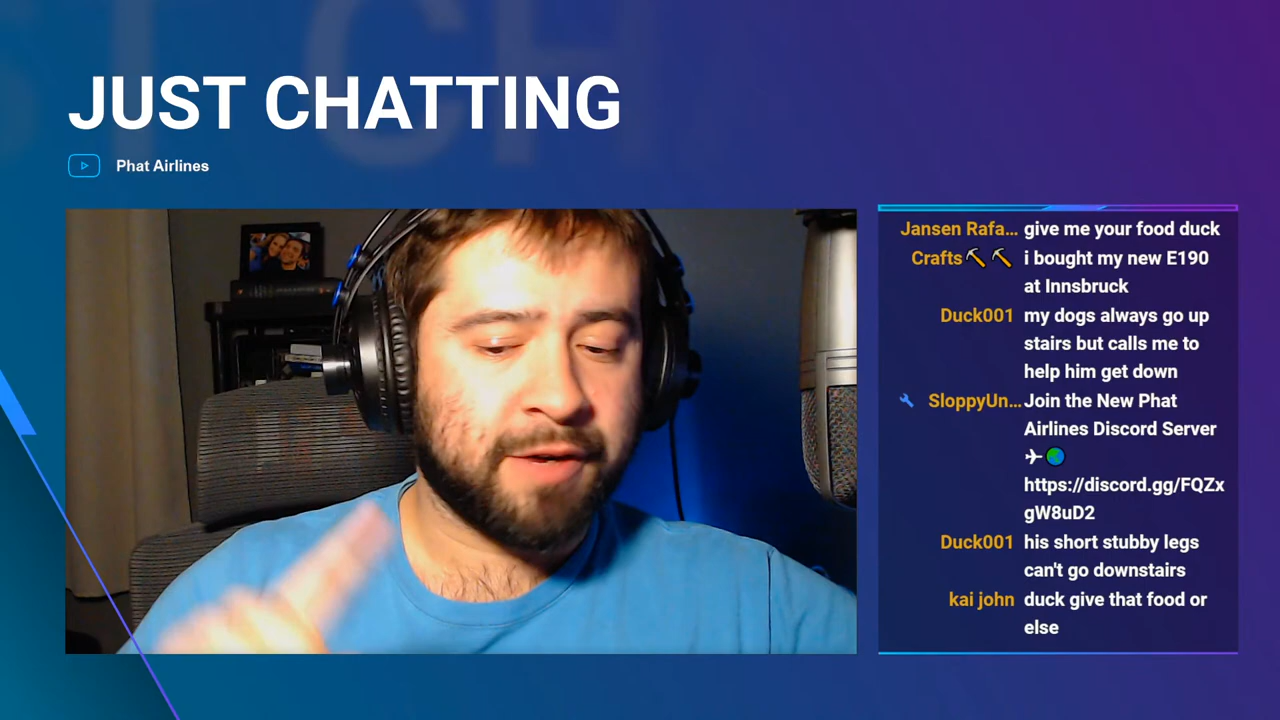 JUST CHATTING
Phat Airlines
Jansen Rafa... give me your food duck
Crafts⛏️⛏️ i bought my new E190
at Innsbruck
Duck001 my dogs always go up
stairs but calls me to
help him get down
SloppyUn... Join the New Phat
Airlines Discord Server
✈🌏
https://discord.gg/FQZx
gW8uD2
Duck001 his short stubby legs
can't go downstairs
kai john duck give that food or
else